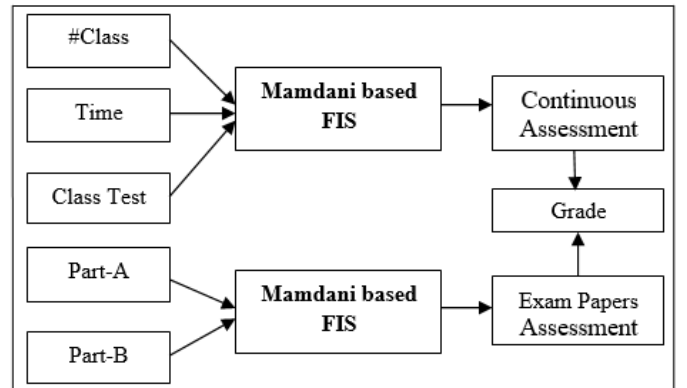 #Class
Time
Class Test
Mamdani based
FIS
Continuous
Assessment
Grade
Part-A
Part-B
Mamdani based
FIS
Exam Papers
Assessment